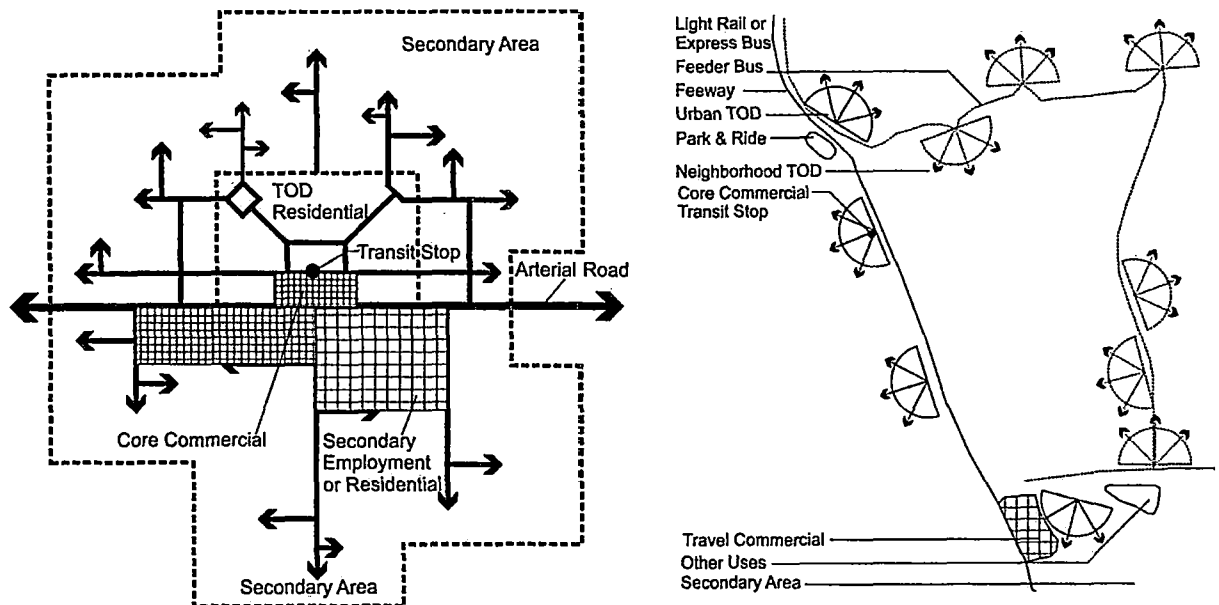 Secondary Area
TOD
Residential
Transit Stop
Arterial Road
Core Commercial
Secondary
Employment
or Residential
Secondary Area
Light Rail or
Express Bus
Feeder Bus
Feeway
Urban TOD
Park & Ride
Neighborhood TOD
Core Commercial
Transit Stop
Travel Commercial
Other Uses
Secondary Area